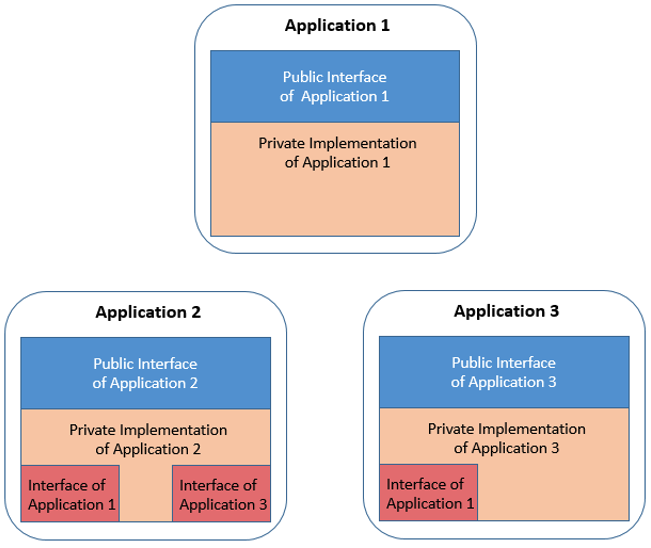 Application 1
Public Interface
of Application 1
Private Implementation
of Application 1
Application 2
Public Interface
of Application 2
Private Implementation
of Application 2
Interface of
Application 1
Interface of
Application 3
Application 3
Public Interface
of Application 3
Private Implementation
of Application 3
Interface of
Application 1